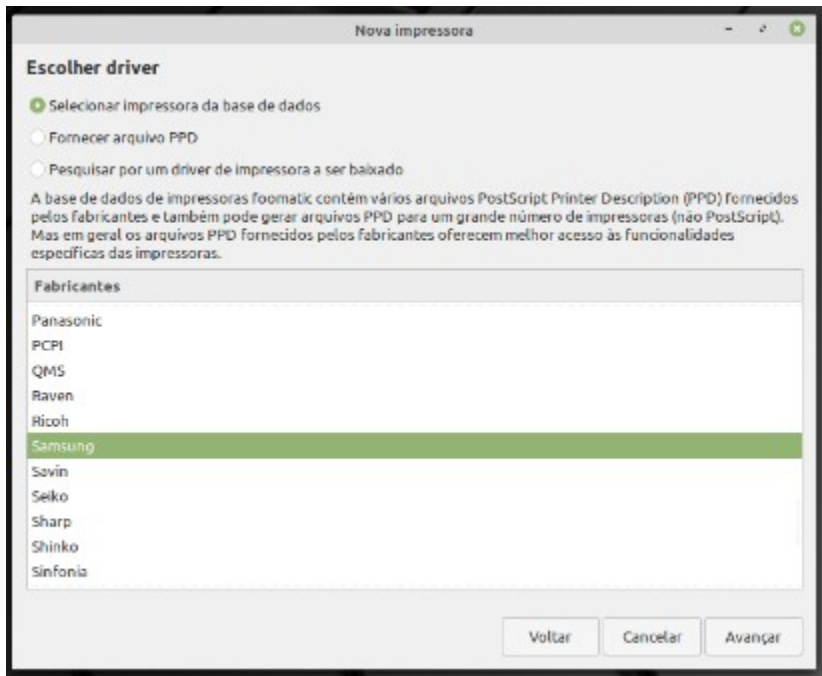 Nova impressora
Escolher driver
Selecionar impressora da base de dados
Fornecer arquivo PPD
Pesquisar por um driver de impressora a ser baixado
A base de dados de impressoras foomatic contém vários arquivos PostScript Printer Description (PPD) fornecidos
pelos fabricantes e também pode gerar arquivos PPD para um grande número de impressoras (não PostScript).
Mas em geral os arquivos PPD fornecidos pelos fabricantes oferecem melhor acesso às funcionalidades
específicas das impressoras.
Fabricantes
Panasonic
PCPI
QMS
Raven
Ricoh
Samsung
Savin
Seiko
Sharp
Shinko
Sinfonia
Voltar Cancelar Avançar